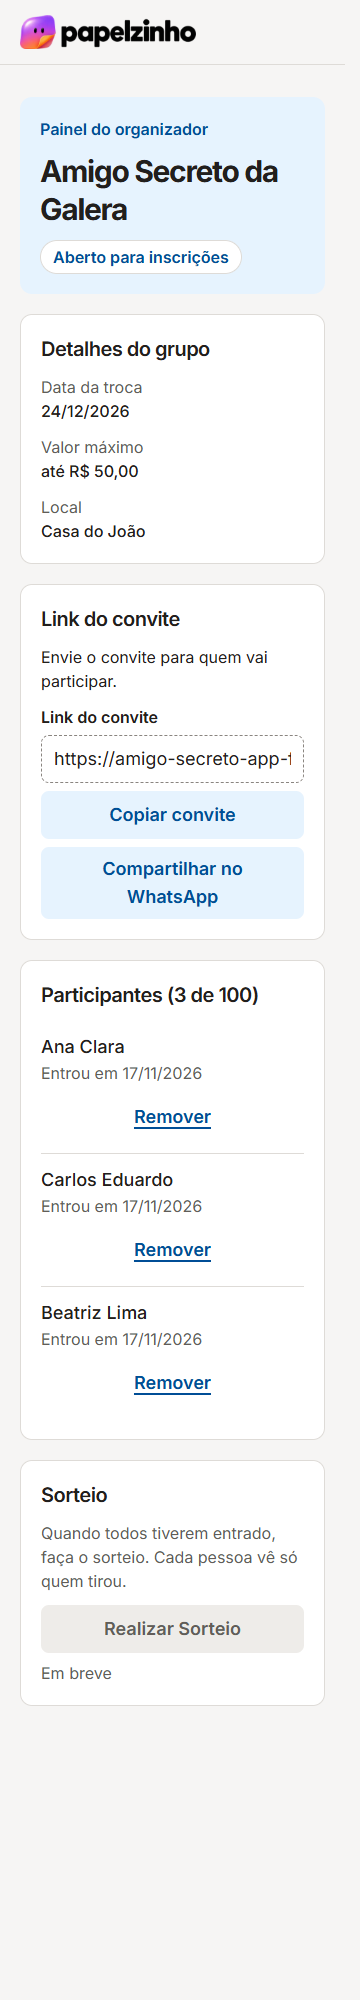 papelzinho
Painel do organizador
Amigo Secreto da
Galera
Aberto para inscrições
Detalhes do grupo
Data da troca
24/12/2026
Valor máximo
até R$ 50,00
Local
Casa do João
Link do convite
Envie o convite para quem vai
participar.
Link do convite
https://amigo-secreto-app-
Copiar convite
Compartilhar no
WhatsApp
Participantes (3 de 100)
Ana Clara
Entrou em 17/11/2026
Remover
Carlos Eduardo
Entrou em 17/11/2026
Remover
Beatriz Lima
Entrou em 17/11/2026
Remover
Sorteio
Quando todos tiverem entrado,
faça o sorteio. Cada pessoa vê só
quem tirou.
Realizar Sorteio
Em breve